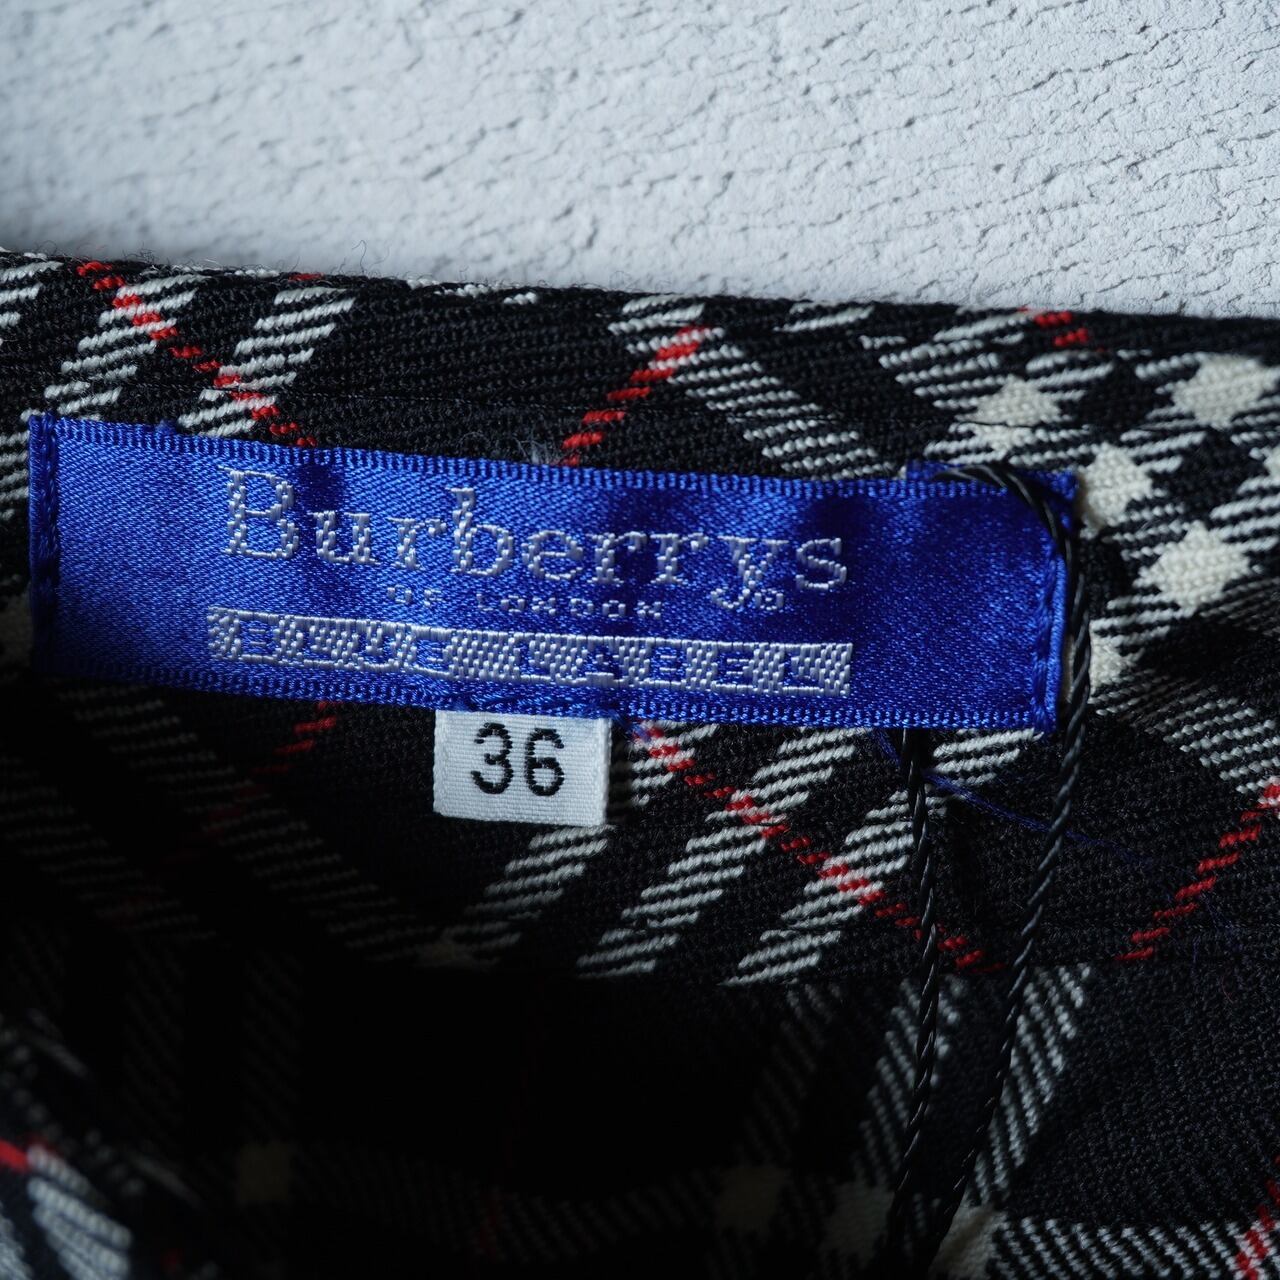 Burberrys
OF LONDON
BLUE LABEL
36